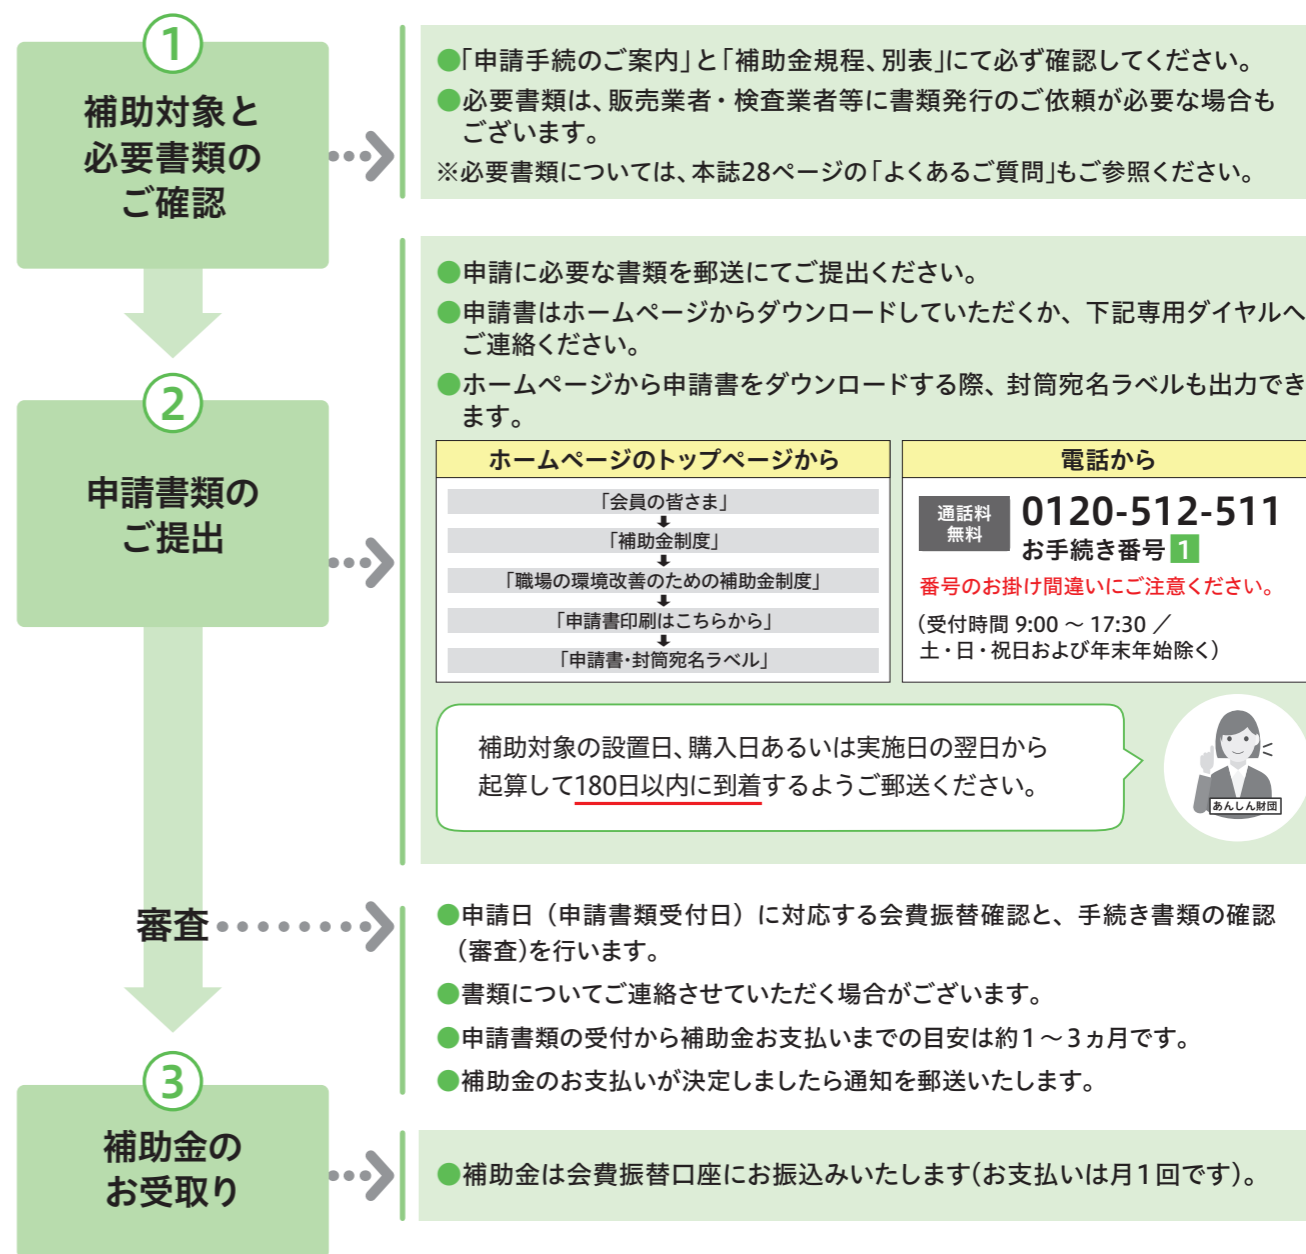 1
補助対象と
必要書類の
ご確認
●「申請手続のご案内」と「補助金規程、別表」にて必ず確認してください。
●必要書類は、販売業者・検査業者等に書類発行のご依頼が必要な場合も
ございます。
※必要書類については、本誌28ページの「よくあるご質問」もご参照ください。
2
申請書類の
ご提出
●申請に必要な書類を郵送にてご提出ください。
●申請書はホームページからダウンロードしていただくか、下記専用ダイヤルへ
ご連絡ください。
●ホームページから申請書をダウンロードする際、封筒宛名ラベルも出力でき
ます。
ホームページのトップページから
「会員の皆さま」
「補助金制度」
「職場の環境改善のための補助金制度」
「申請書印刷はこちらから」
「申請書・封筒宛名ラベル」
電話から
通話料
無料
0120-512-511
お手続き番号 1
番号のお掛け間違いにご注意ください。
(受付時間 9:00 ～ 17:30 ／
土・日・祝日および年末年始除く)
補助対象の設置日、購入日あるいは実施日の翌日から
起算して180日以内に到着するようご郵送ください。
あんしん財団
審査
●申請日（申請書類受付日）に対応する会費振替確認と、手続き書類の確認
(審査)を行います。
●書類についてご連絡させていただく場合がございます。
●申請書類の受付から補助金お支払いまでの目安は約1～3ヵ月です。
●補助金のお支払いが決定しましたら通知を郵送いたします。
3
補助金の
お受取り
●補助金は会費振替口座にお振込みいたします(お支払いは月1回です)。